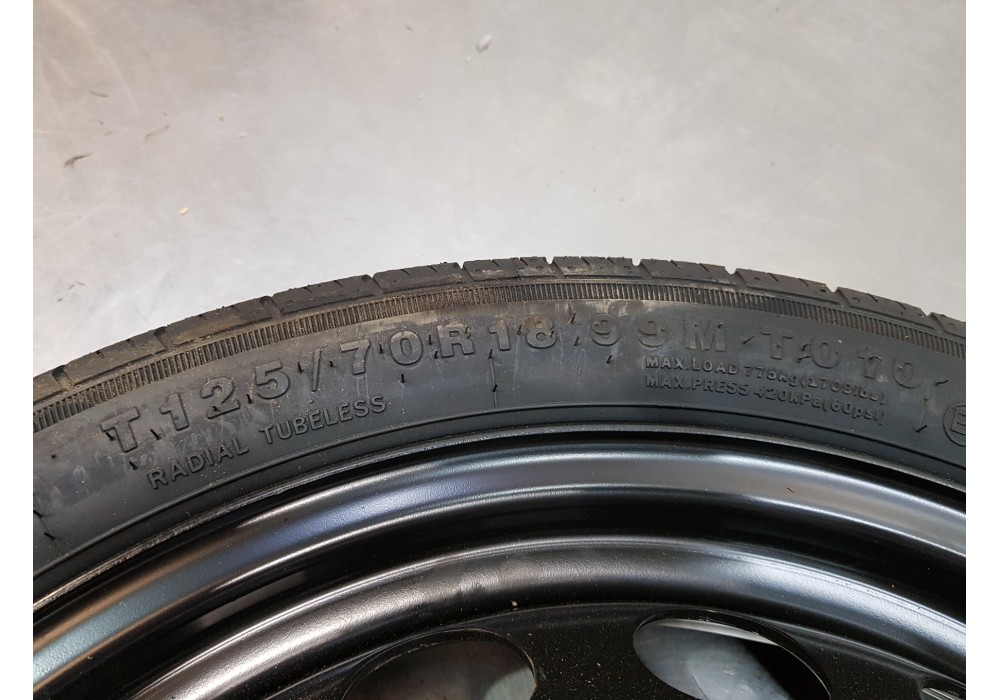 T125/70R18 99M T010
RADIAL TUBELESS
MAX.LOAD 775kg(1709lbs)
MAX.PRESS 420kPa(60psi)
E